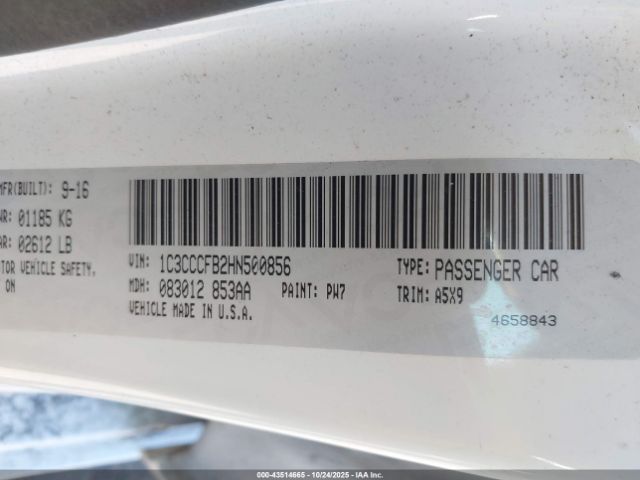 MFR(BUILT): 9-16
01185 KG
02612 LB
VEHICLE SAFETY.
ON
VIN: 1C3CCCFB2HN500856
TYPE: PASSENGER CAR
MDH: 083012 853AA
PAINT: PW7
TRIM: A5X9
VEHICLE MADE IN U.S.A.
4658843
000-43514665 | 10/24/2025 | IAA Inc.